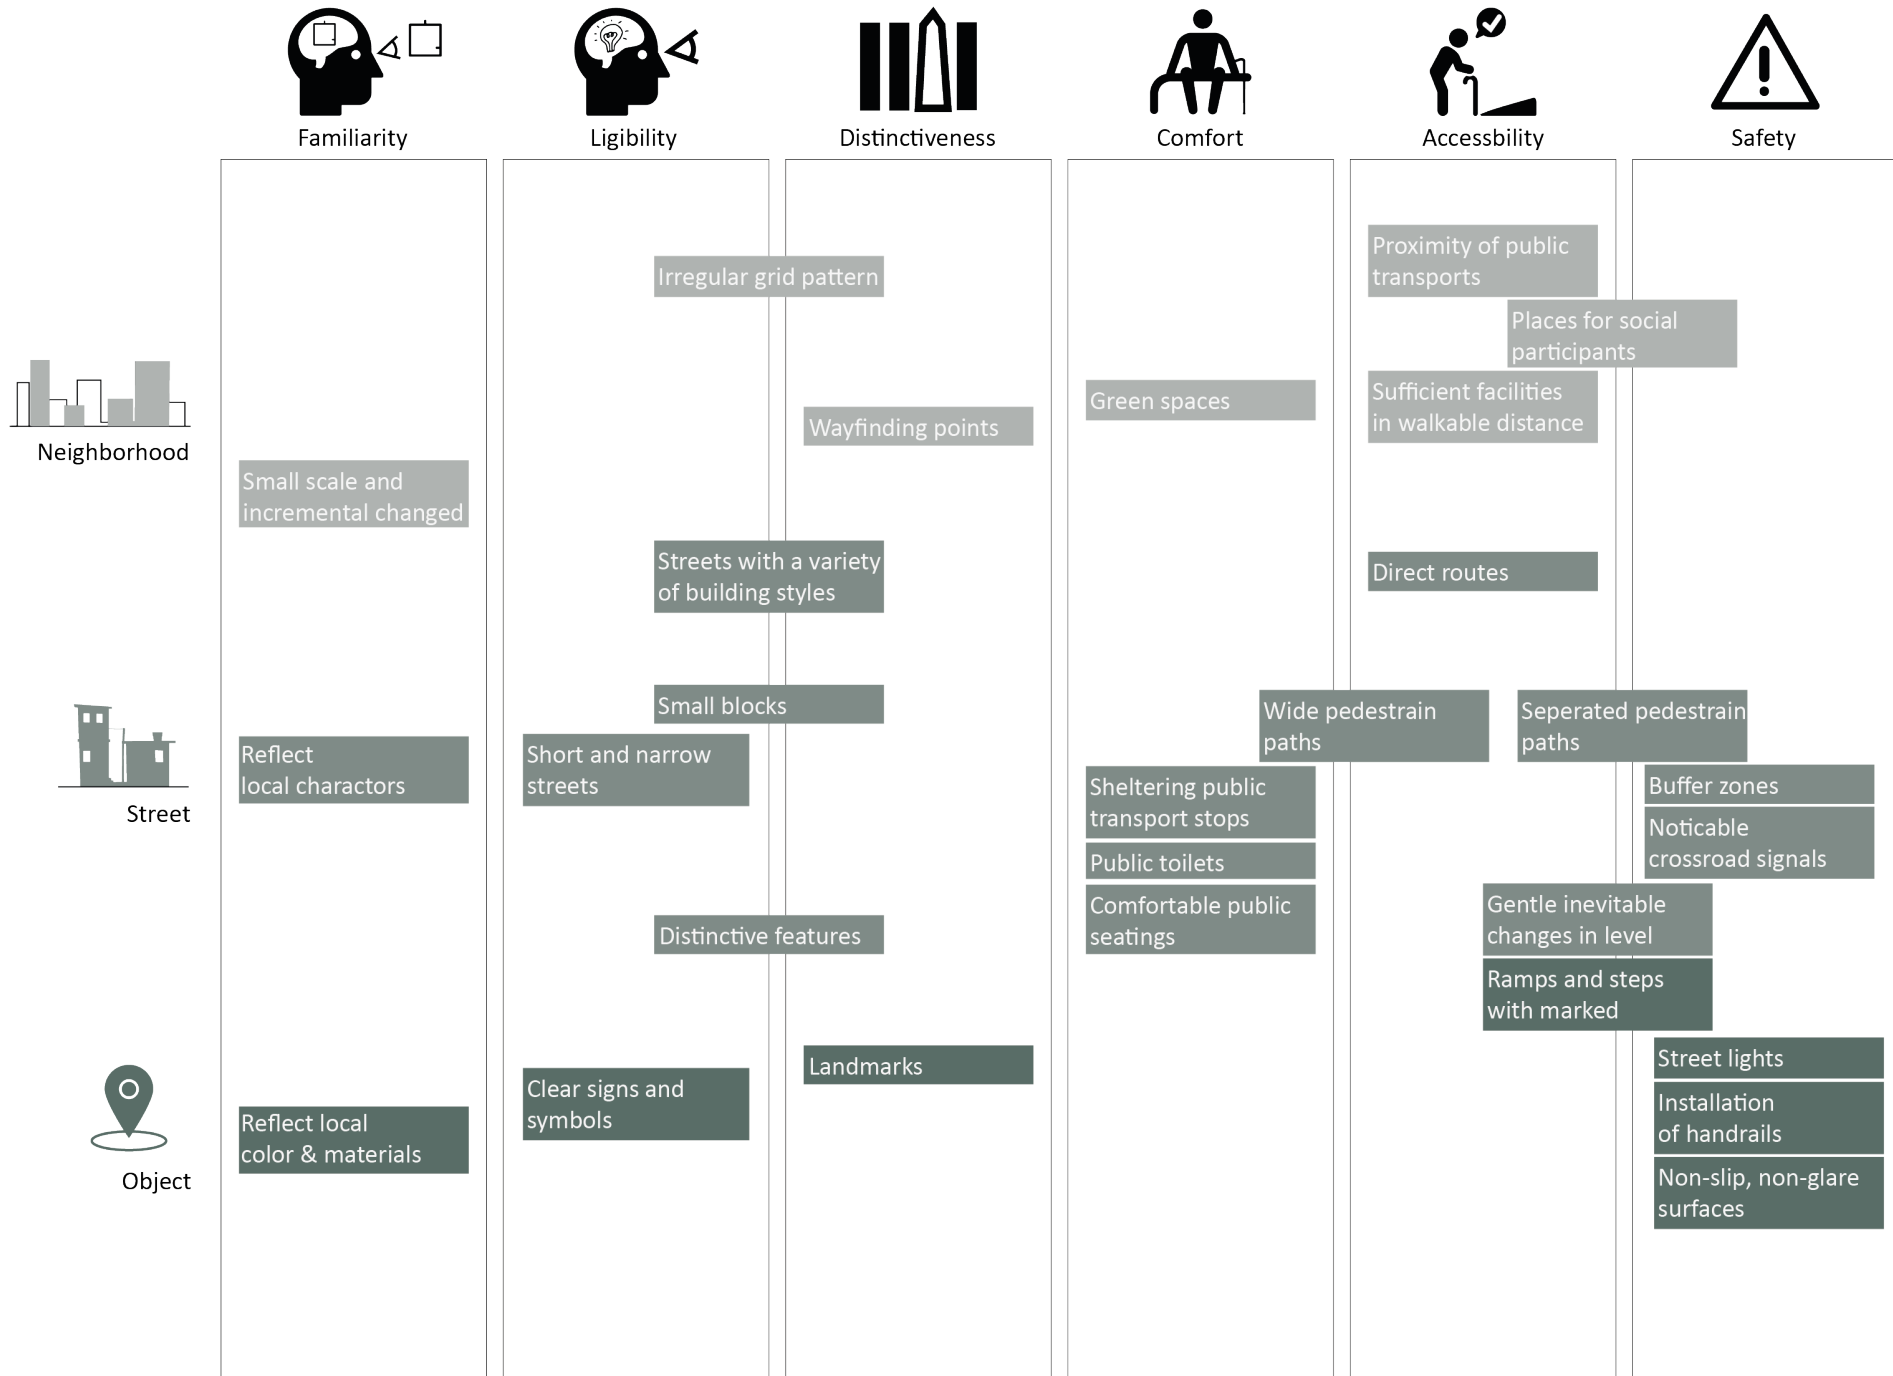 Familiarity
Ligibility
Distinctiveness
Comfort
Accessbility
Safety
Neighborhood
Irregular grid pattern
Proximity of public
transports
Places for social
participants
Green spaces
Sufficient facilities
in walkable distance
Wayfinding points
Small scale and
incremental changed
Streets with a variety
of building styles
Direct routes
Street
Small blocks
Wide pedestrain
paths
Seperated pedestrain
paths
Reflect
local charactors
Short and narrow
streets
Sheltering public
transport stops
Buffer zones
Noticable
crossroad signals
Public toilets
Comfortable public
seatings
Gentle inevitable
changes in level
Distinctive features
Ramps and steps
with marked
Object
Landmarks
Street lights
Clear signs and
symbols
Installation
of handrails
Reflect local
color & materials
Non-slip, non-glare
surfaces